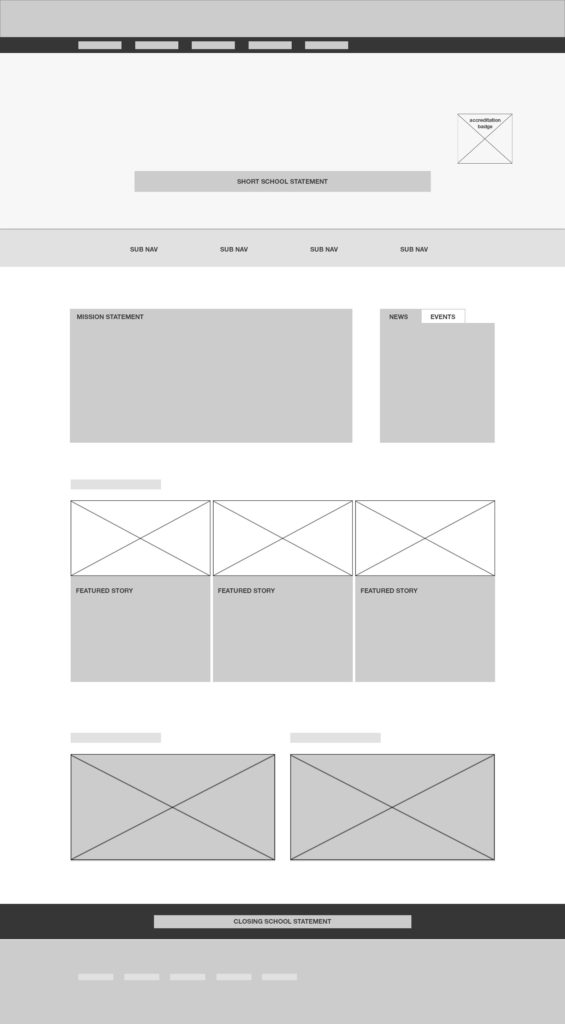 accreditation
badge
SHORT SCHOOL STATEMENT
SUB NAV SUB NAV SUB NAV SUB NAV
MISSION STATEMENT
NEWS EVENTS
FEATURED STORY FEATURED STORY FEATURED STORY
CLOSING SCHOOL STATEMENT